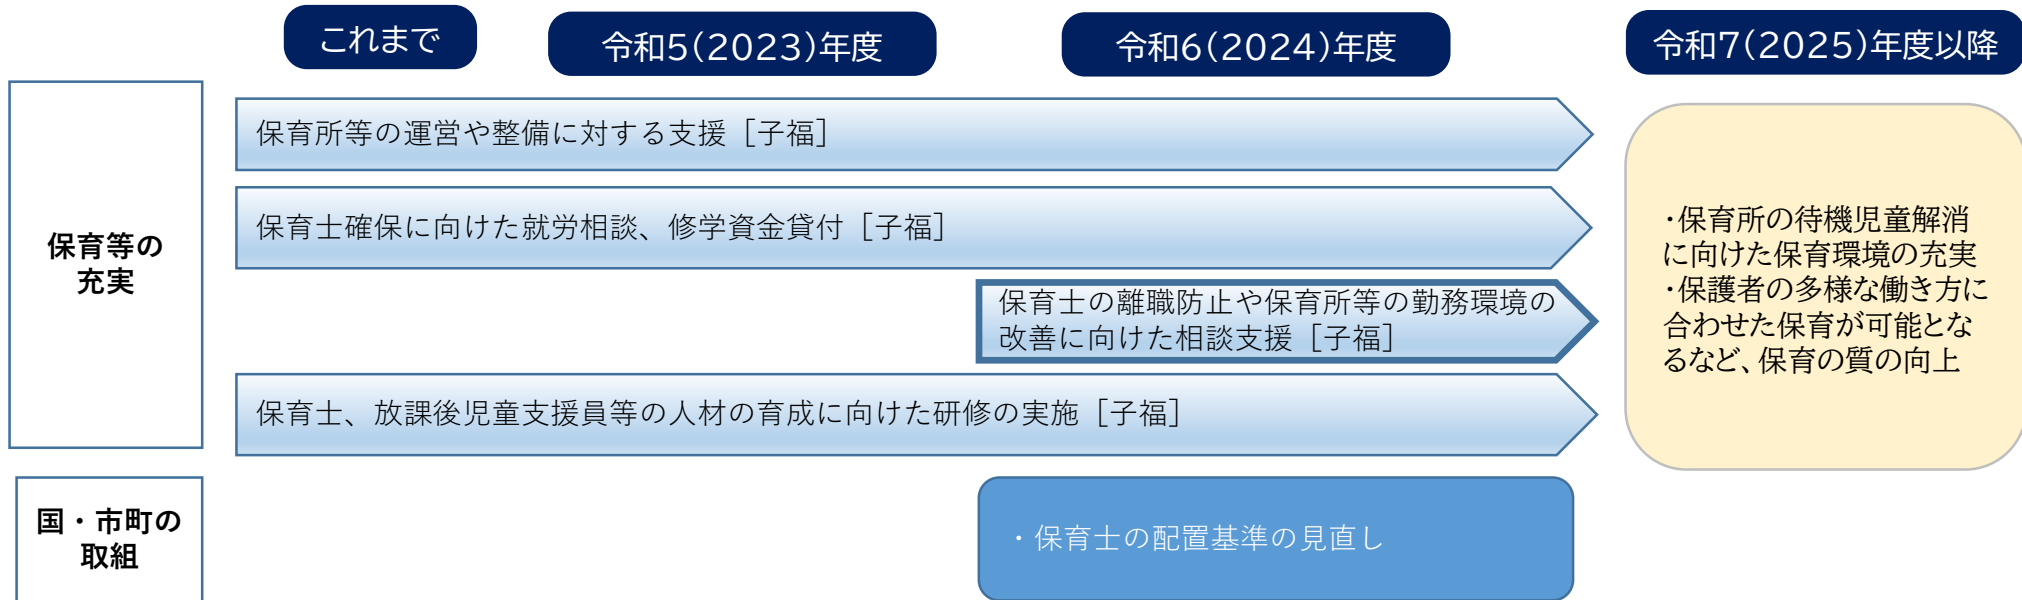 これまで
令和5(2023)年度
令和6(2024)年度
令和7(2025)年度以降
保育等の
充実
保育所等の運営や整備に対する支援［子福］
保育士確保に向けた就労相談、修学資金貸付［子福］
保育士の離職防止や保育所等の勤務環境の
改善に向けた相談支援［子福］
保育士、放課後児童支援員等の人材の育成に向けた研修の実施［子福］
・保育所の待機児童解消
に向けた保育環境の充実
・保護者の多様な働き方に
合わせた保育が可能とな
るなど、保育の質の向上
国・市町の
取組
・保育士の配置基準の見直し